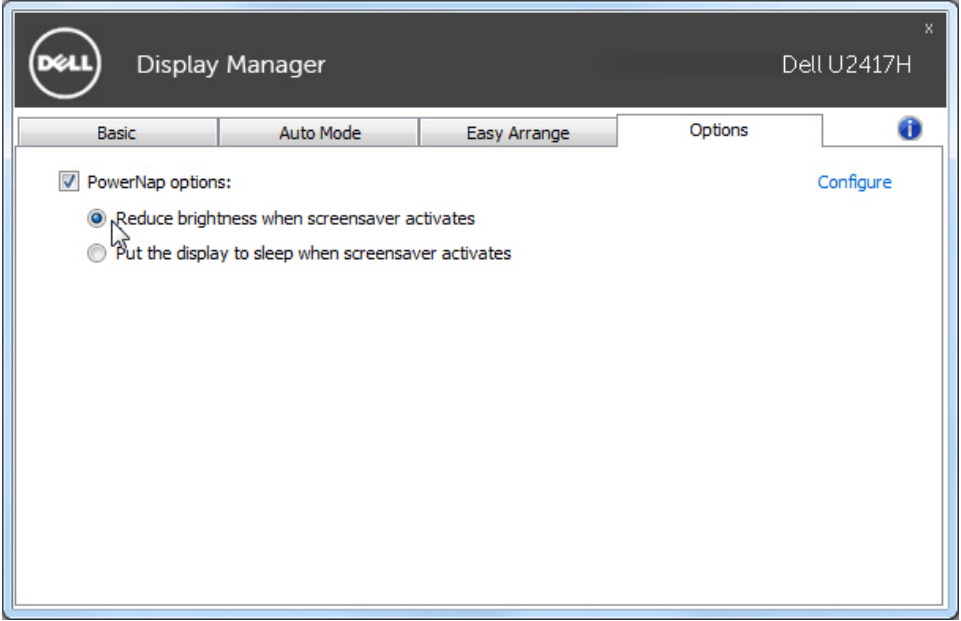 x
DELL
Display Manager
Dell U2417H
Basic
Auto Mode
Easy Arrange
Options
PowerNap options:
Configure
Reduce brightness when screensaver activates
Put the display to sleep when screensaver activates